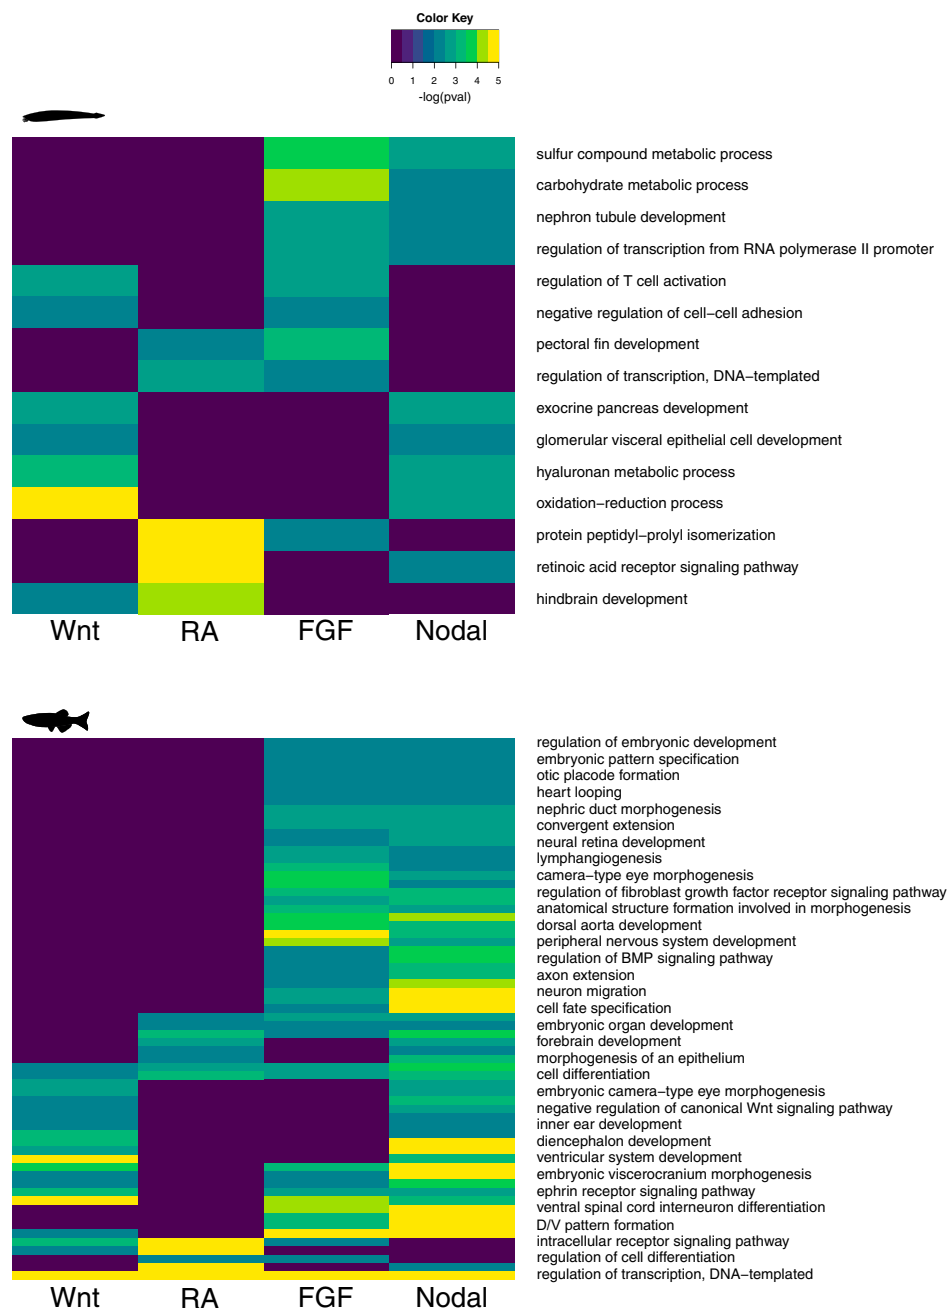 Color Key
0 1 2 3 4 5
-log(pval)
sulfur compound metabolic process
carbohydrate metabolic process
nephron tubule development
regulation of transcription from RNA polymerase II promoter
regulation of T cell activation
negative regulation of cell−cell adhesion
pectoral fin development
regulation of transcription, DNA−templated
exocrine pancreas development
glomerular visceral epithelial cell development
hyaluronan metabolic process
oxidation−reduction process
protein peptidyl−prolyl isomerization
retinoic acid receptor signaling pathway
hindbrain development
Wnt RA FGF Nodal
regulation of embryonic development
embryonic pattern specification
otic placode formation
heart looping
nephric duct morphogenesis
convergent extension
neural retina development
lymphangiogenesis
camera−type eye morphogenesis
regulation of fibroblast growth factor receptor signaling pathway
anatomical structure formation involved in morphogenesis
dorsal aorta development
peripheral nervous system development
regulation of BMP signaling pathway
axon extension
neuron migration
cell fate specification
embryonic organ development
forebrain development
morphogenesis of an epithelium
cell differentiation
embryonic camera−type eye morphogenesis
negative regulation of canonical Wnt signaling pathway
inner ear development
diencephalon development
ventricular system development
embryonic viscerocranium morphogenesis
ephrin receptor signaling pathway
ventral spinal cord interneuron differentiation
D/V pattern formation
intracellular receptor signaling pathway
regulation of cell differentiation
regulation of transcription, DNA−templated
Wnt RA FGF Nodal